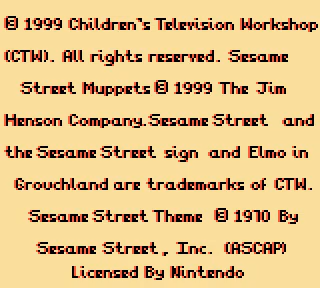 © 1999 Children's Television Workshop
(CTW). All rights reserved. Sesame
Street Muppets © 1999 The Jim
Henson Company. Sesame Street and
the Sesame Street sign and Elmo in
Grouchland are trademarks of CTW.
Sesame Street Theme © 1970 By
Sesame Street, Inc. (ASCAP)
Licensed By Nintendo